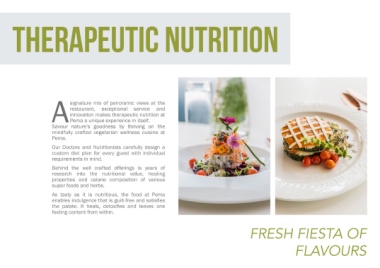 THERAPEUTIC NUTRITION
A signature mix of panoramic views at the
restaurant, exceptional service and
innovation makes therapeutic nutrition at
Pema a unique experience in itself.
Savour nature's goodness by thriving on the
mindfully crafted vegetarian wellness cuisine at
Pema.
Our Doctors and Nutritionists carefully design a
custom diet plan for every guest with individual
requirements in mind.
Behind the well crafted offerings is years of
research in the nutritional value, healing
properties and calorie composition of various
super foods and herbs.
As tasty as it is nutritious, the food at Pema
enables indulgence that is guilt-free and satisfies
the palate. It heals, detoxifies and leaves one
feeling content from within.
FRESH FIESTA OF
FLAVOURS